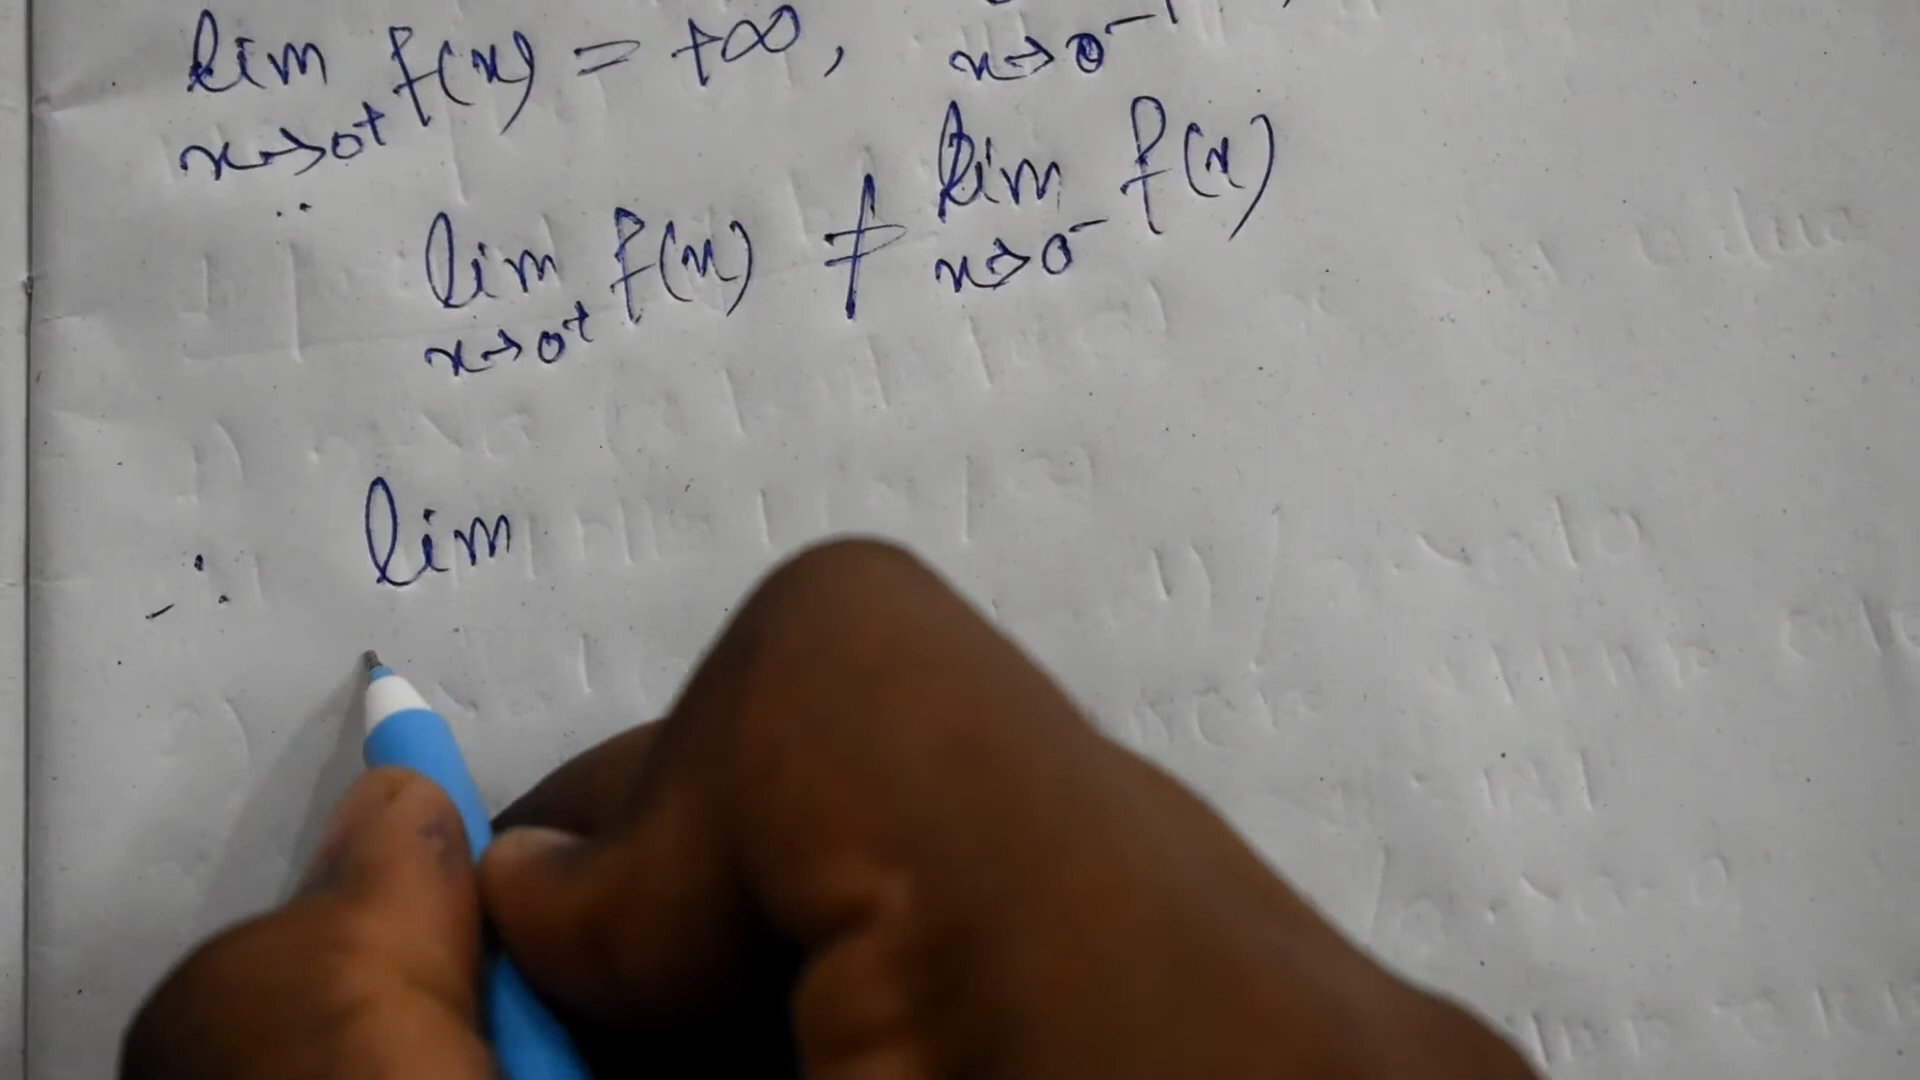 lim f(x) = +∞,
x→0⁺
x→0⁻
∵ lim f(x) ≠ lim f(x)
x→0⁺ x→0⁻
∴ lim